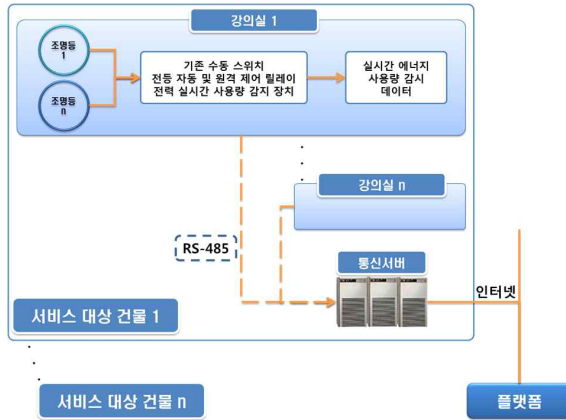 강의실 1
조명등
1
조명등
n
기존 수동 스위치
전등 자동 및 원격 제어 릴레이
전력 실시간 사용량 감지 장치
실시간 에너지
사용량 감시
데이터
강의실 n
RS-485
통신서버
인터넷
서비스 대상 건물 1
서비스 대상 건물 n
플랫폼